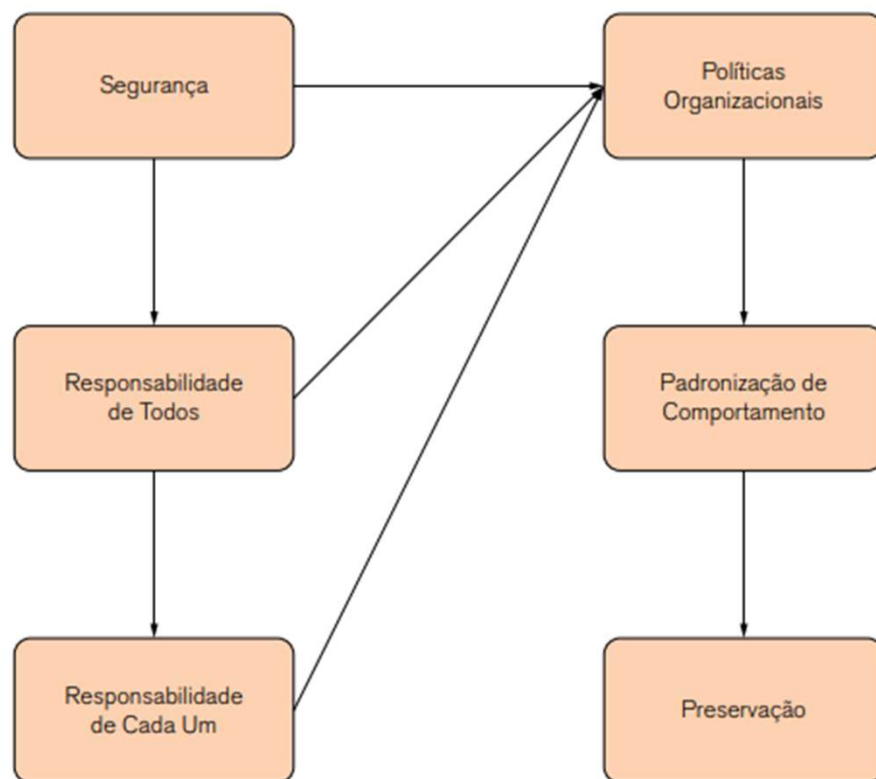 Segurança
Políticas
Organizacionais
Responsabilidade
de Todos
Padronização de
Comportamento
Responsabilidade
de Cada Um
Preservação